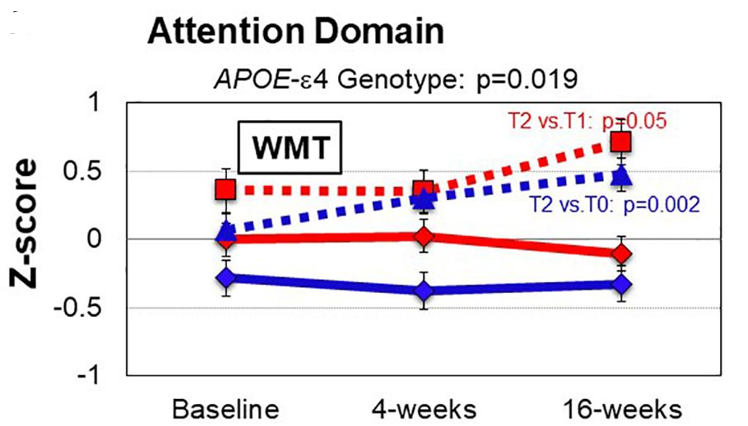 Attention Domain
APOE-ε4 Genotype: p=0.019
1
T2 vs.T1: p=0.05
WMT
0.5
T2 vs.T0: p=0.002
Z-score
0
-0.5
-1
Baseline 4-weeks 16-weeks